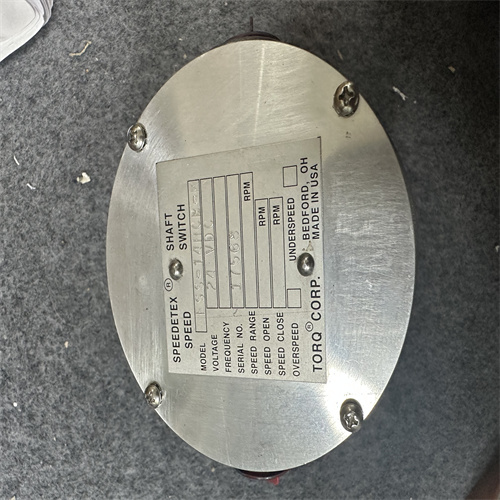 SPEEDETEX ® SHAFT
SPEED SWITCH
MODEL
VOLTAGE
FREQUENCY
SERIAL NO.
SPEED RANGE RPM
SPEED OPEN RPM
SPEED CLOSE RPM
OVERSPEED UNDERSPEED
TORQ® CORP. BEDFORD, OH
MADE IN USA